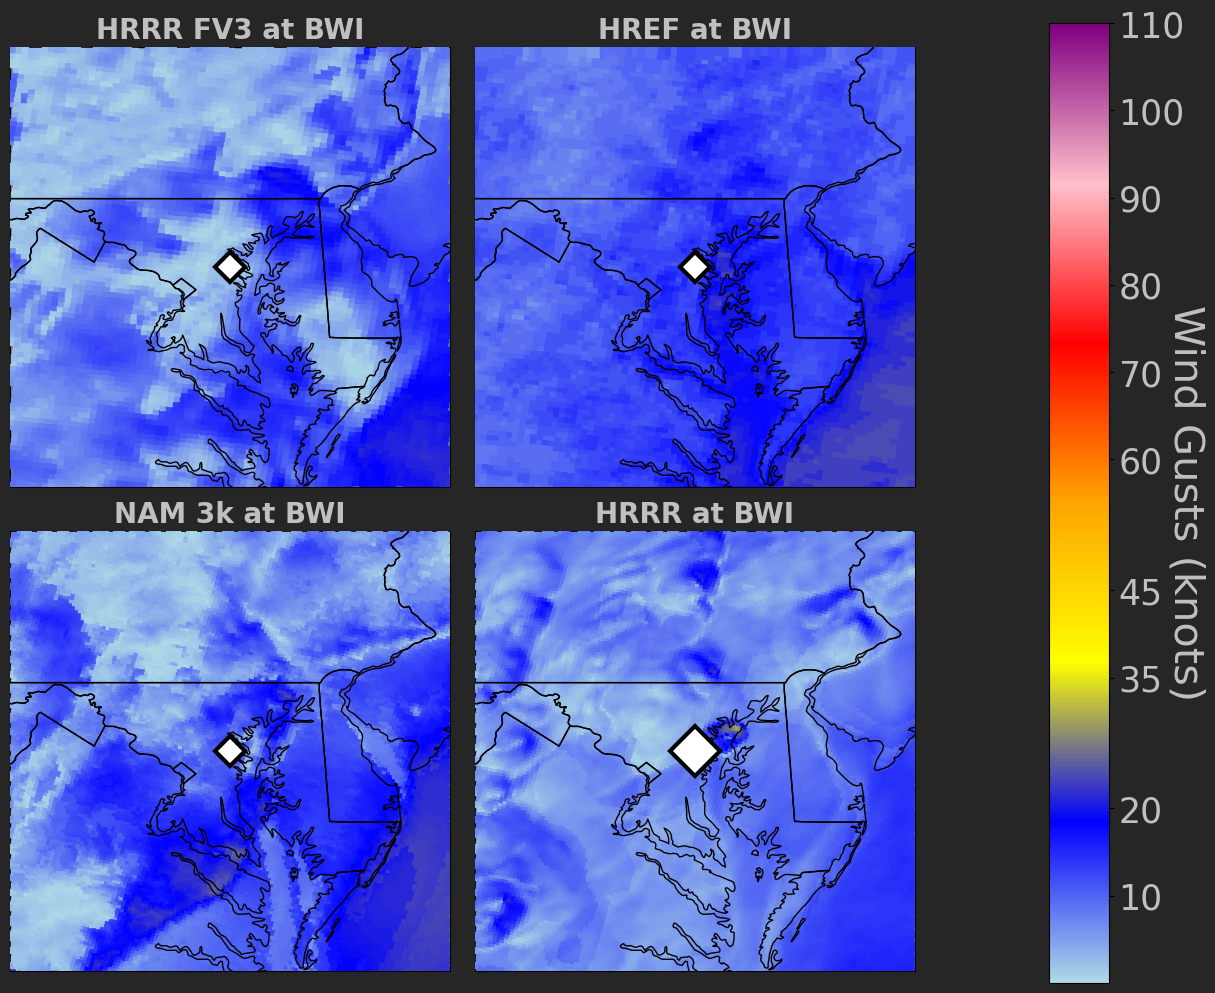 HRRR FV3 at BWI
HREF at BWI
NAM 3k at BWI
HRRR at BWI
110
100
90
80
70
60
45
35
20
10
Wind Gusts (knots)